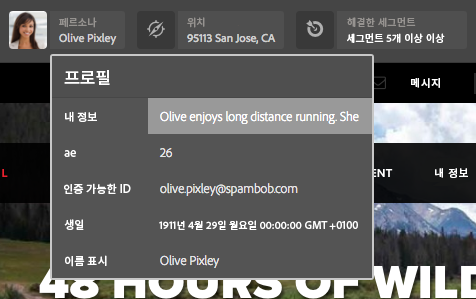 페르소나
Olive Pixley
위치
95113 San Jose, CA
해결한 세그먼트
세그먼트 5개 이상 이상
메시지
프로필
내 정보 Olive enjoys long distance running. She
ae 26
L
ENT 내 정보
인증 가능한 ID olive.pixley@spambob.com
생일 1911년 4월 29일 월요일 00:00:00 GMT +0100
이름 표시 Olive Pixley
48 HOURS OF WILD